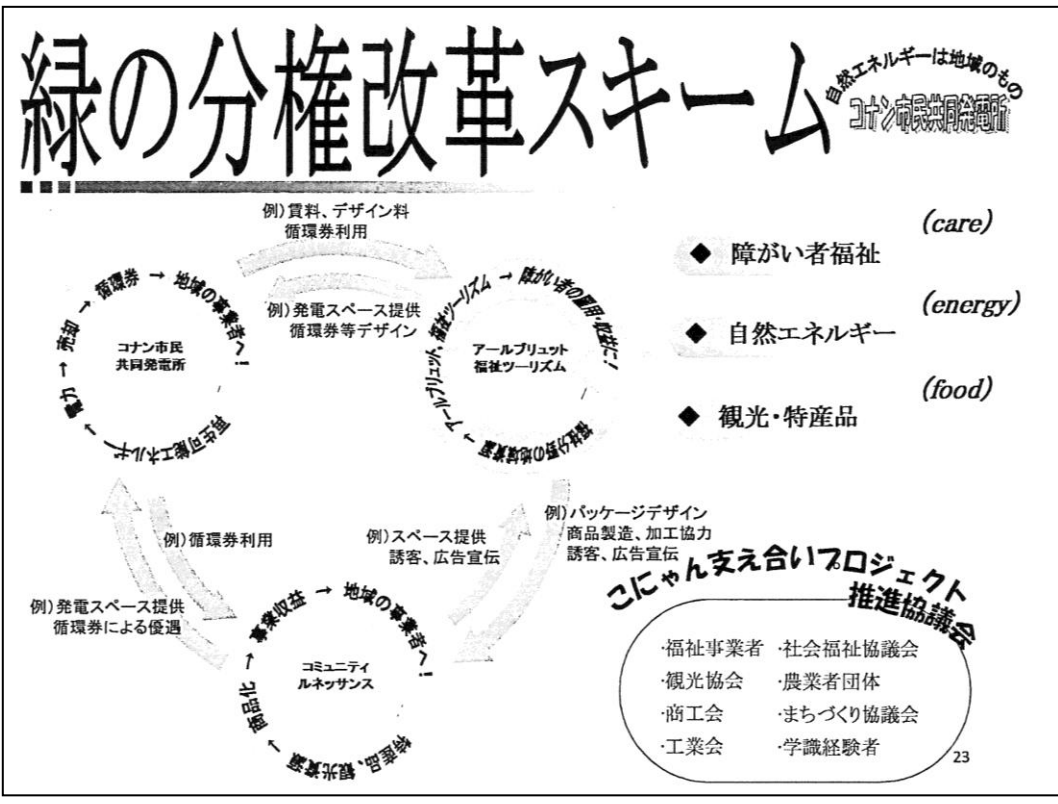 緑の分権改革スキーム
自然エネルギーは地域のもの
コナン市民共同発電所
例)賃料、デザイン料
循環券利用
例)発電スペース提供
循環券等デザイン
再生可能エネルギー → 電力 → 売却 → 循環券 → 地域の事業者へ!
コナン市民
共同発電所
福祉分野の地域資源 → アールブリュット、福祉ツーリズム → 障がい者の雇用・収益に!
アールブリュット
福祉ツーリズム
(care)
◆ 障がい者福祉
(energy)
◆ 自然エネルギー
(food)
◆ 観光・特産品
例)循環券利用
例)発電スペース提供
循環券による優遇
例)スペース提供
誘客、広告宣伝
例)パッケージデザイン
商品製造、加工協力
誘客、広告宣伝
特産品、観光資源 → 商品化 → 事業収益 → 地域の事業者へ!
コミュニティ
ルネッサンス
こにゃん支え合いプロジェクト
推進協議会
・福祉事業者 ・社会福祉協議会
・観光協会 ・農業者団体
・商工会 ・まちづくり協議会
・工業会 ・学識経験者
23